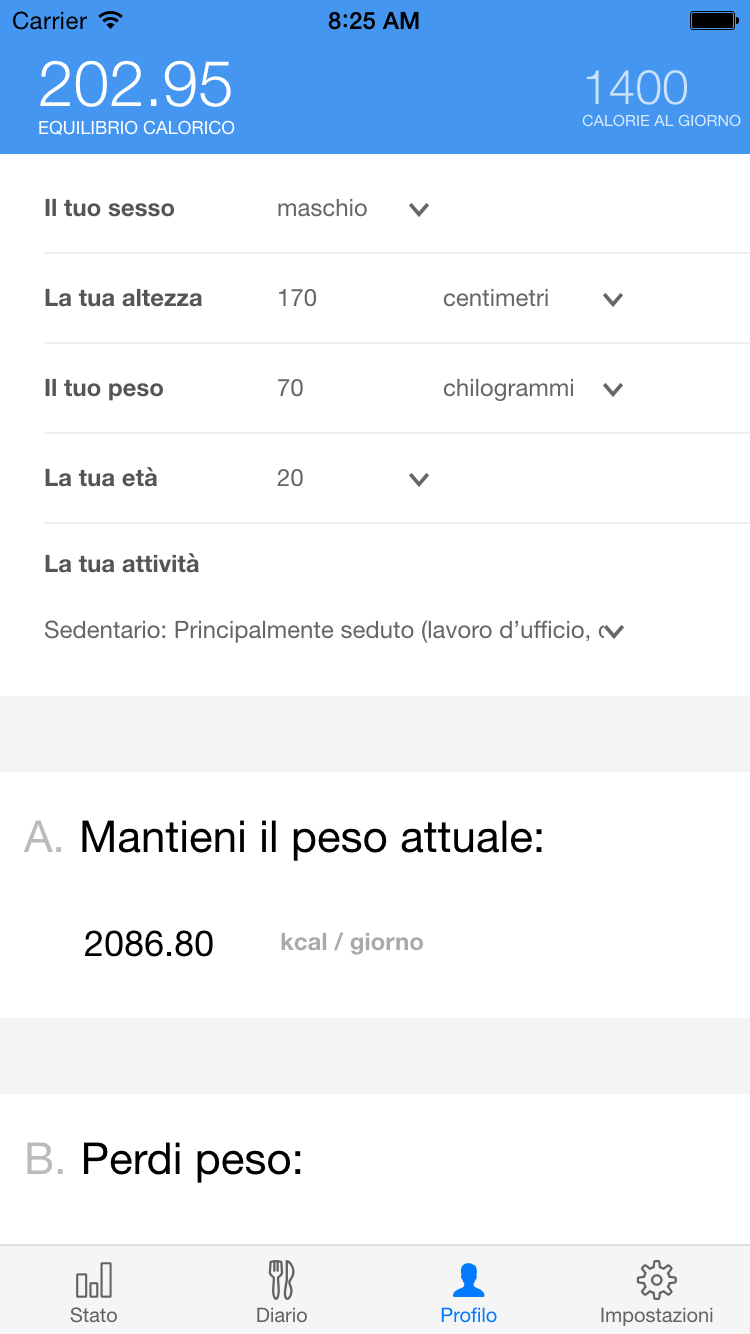 Carrier 8:25 AM
202.95 1400
EQUILIBRIO CALORICO CALORIE AL GIORNO
Il tuo sesso maschio
La tua altezza 170 centimetri
Il tuo peso 70 chilogrammi
La tua età 20
La tua attività
Sedentario: Principalmente seduto (lavoro d’ufficio,
A. Mantieni il peso attuale:
2086.80 kcal / giorno
B. Perdi peso:
Stato Diario Profilo Impostazioni